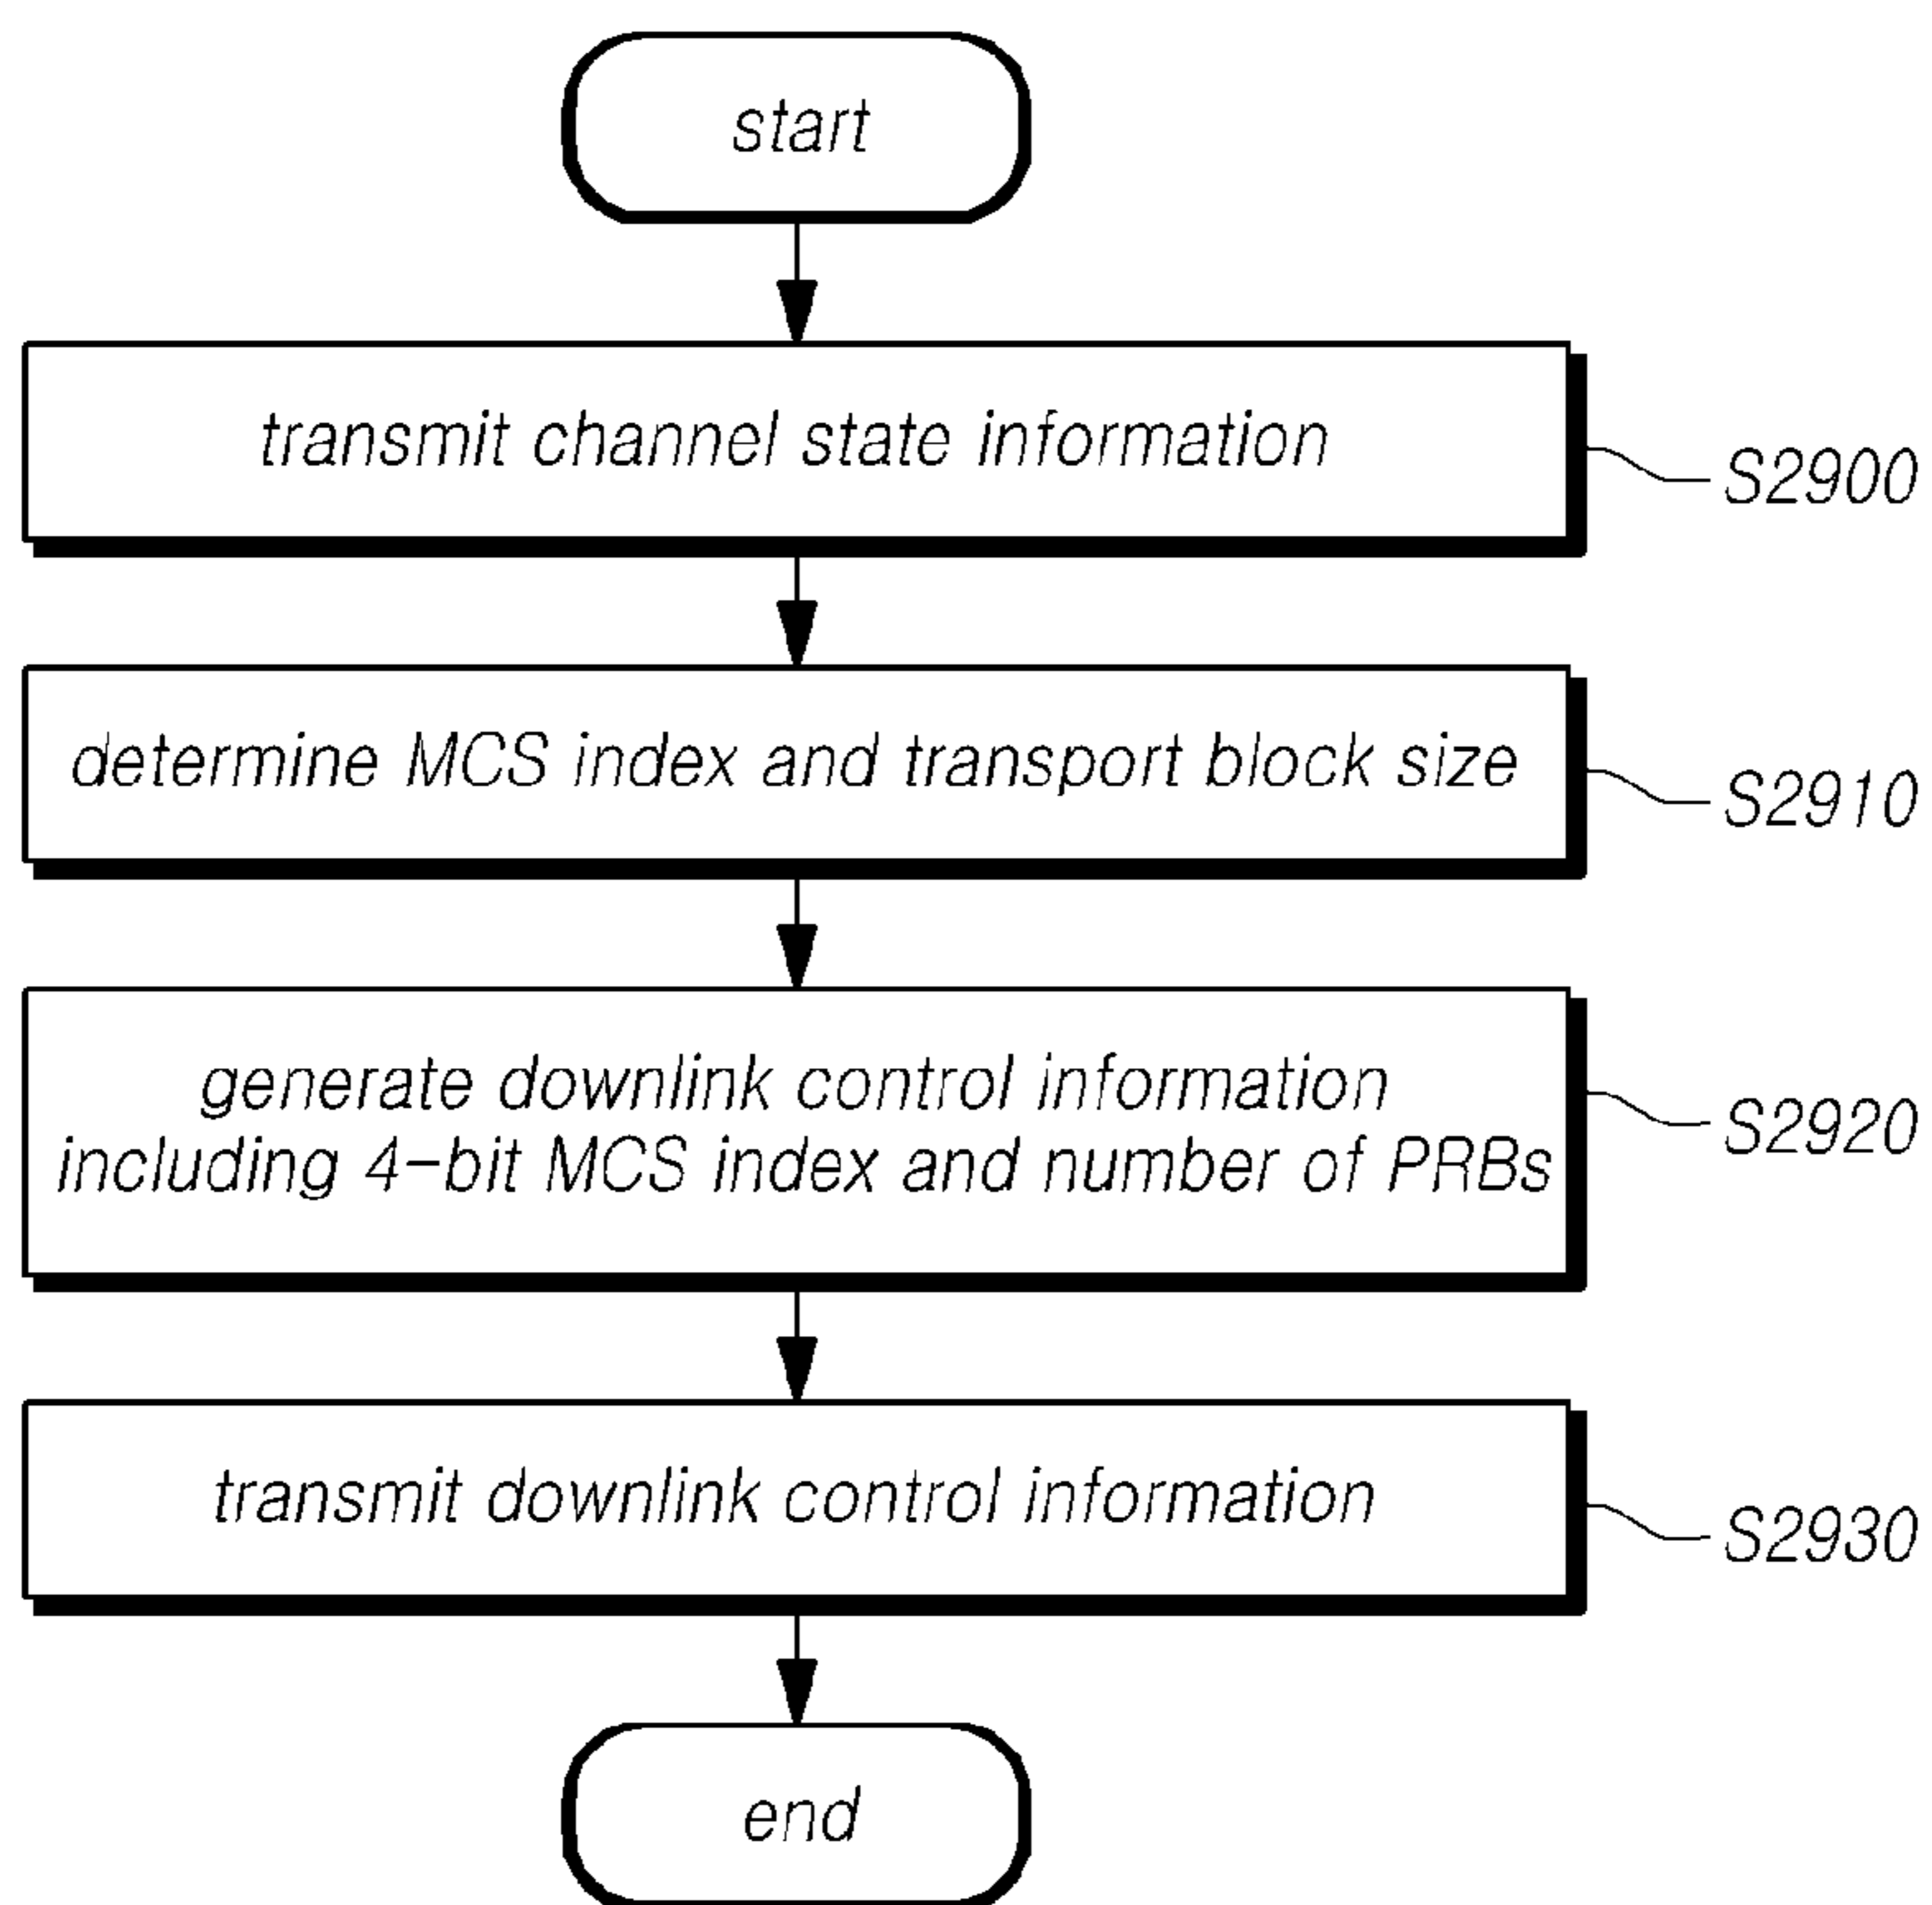 start
transmit channel state information
S2900
determine MCS index and transport block size
S2910
generate downlink control information
including 4-bit MCS index and number of PRBs
S2920
transmit downlink control information
S2930
end